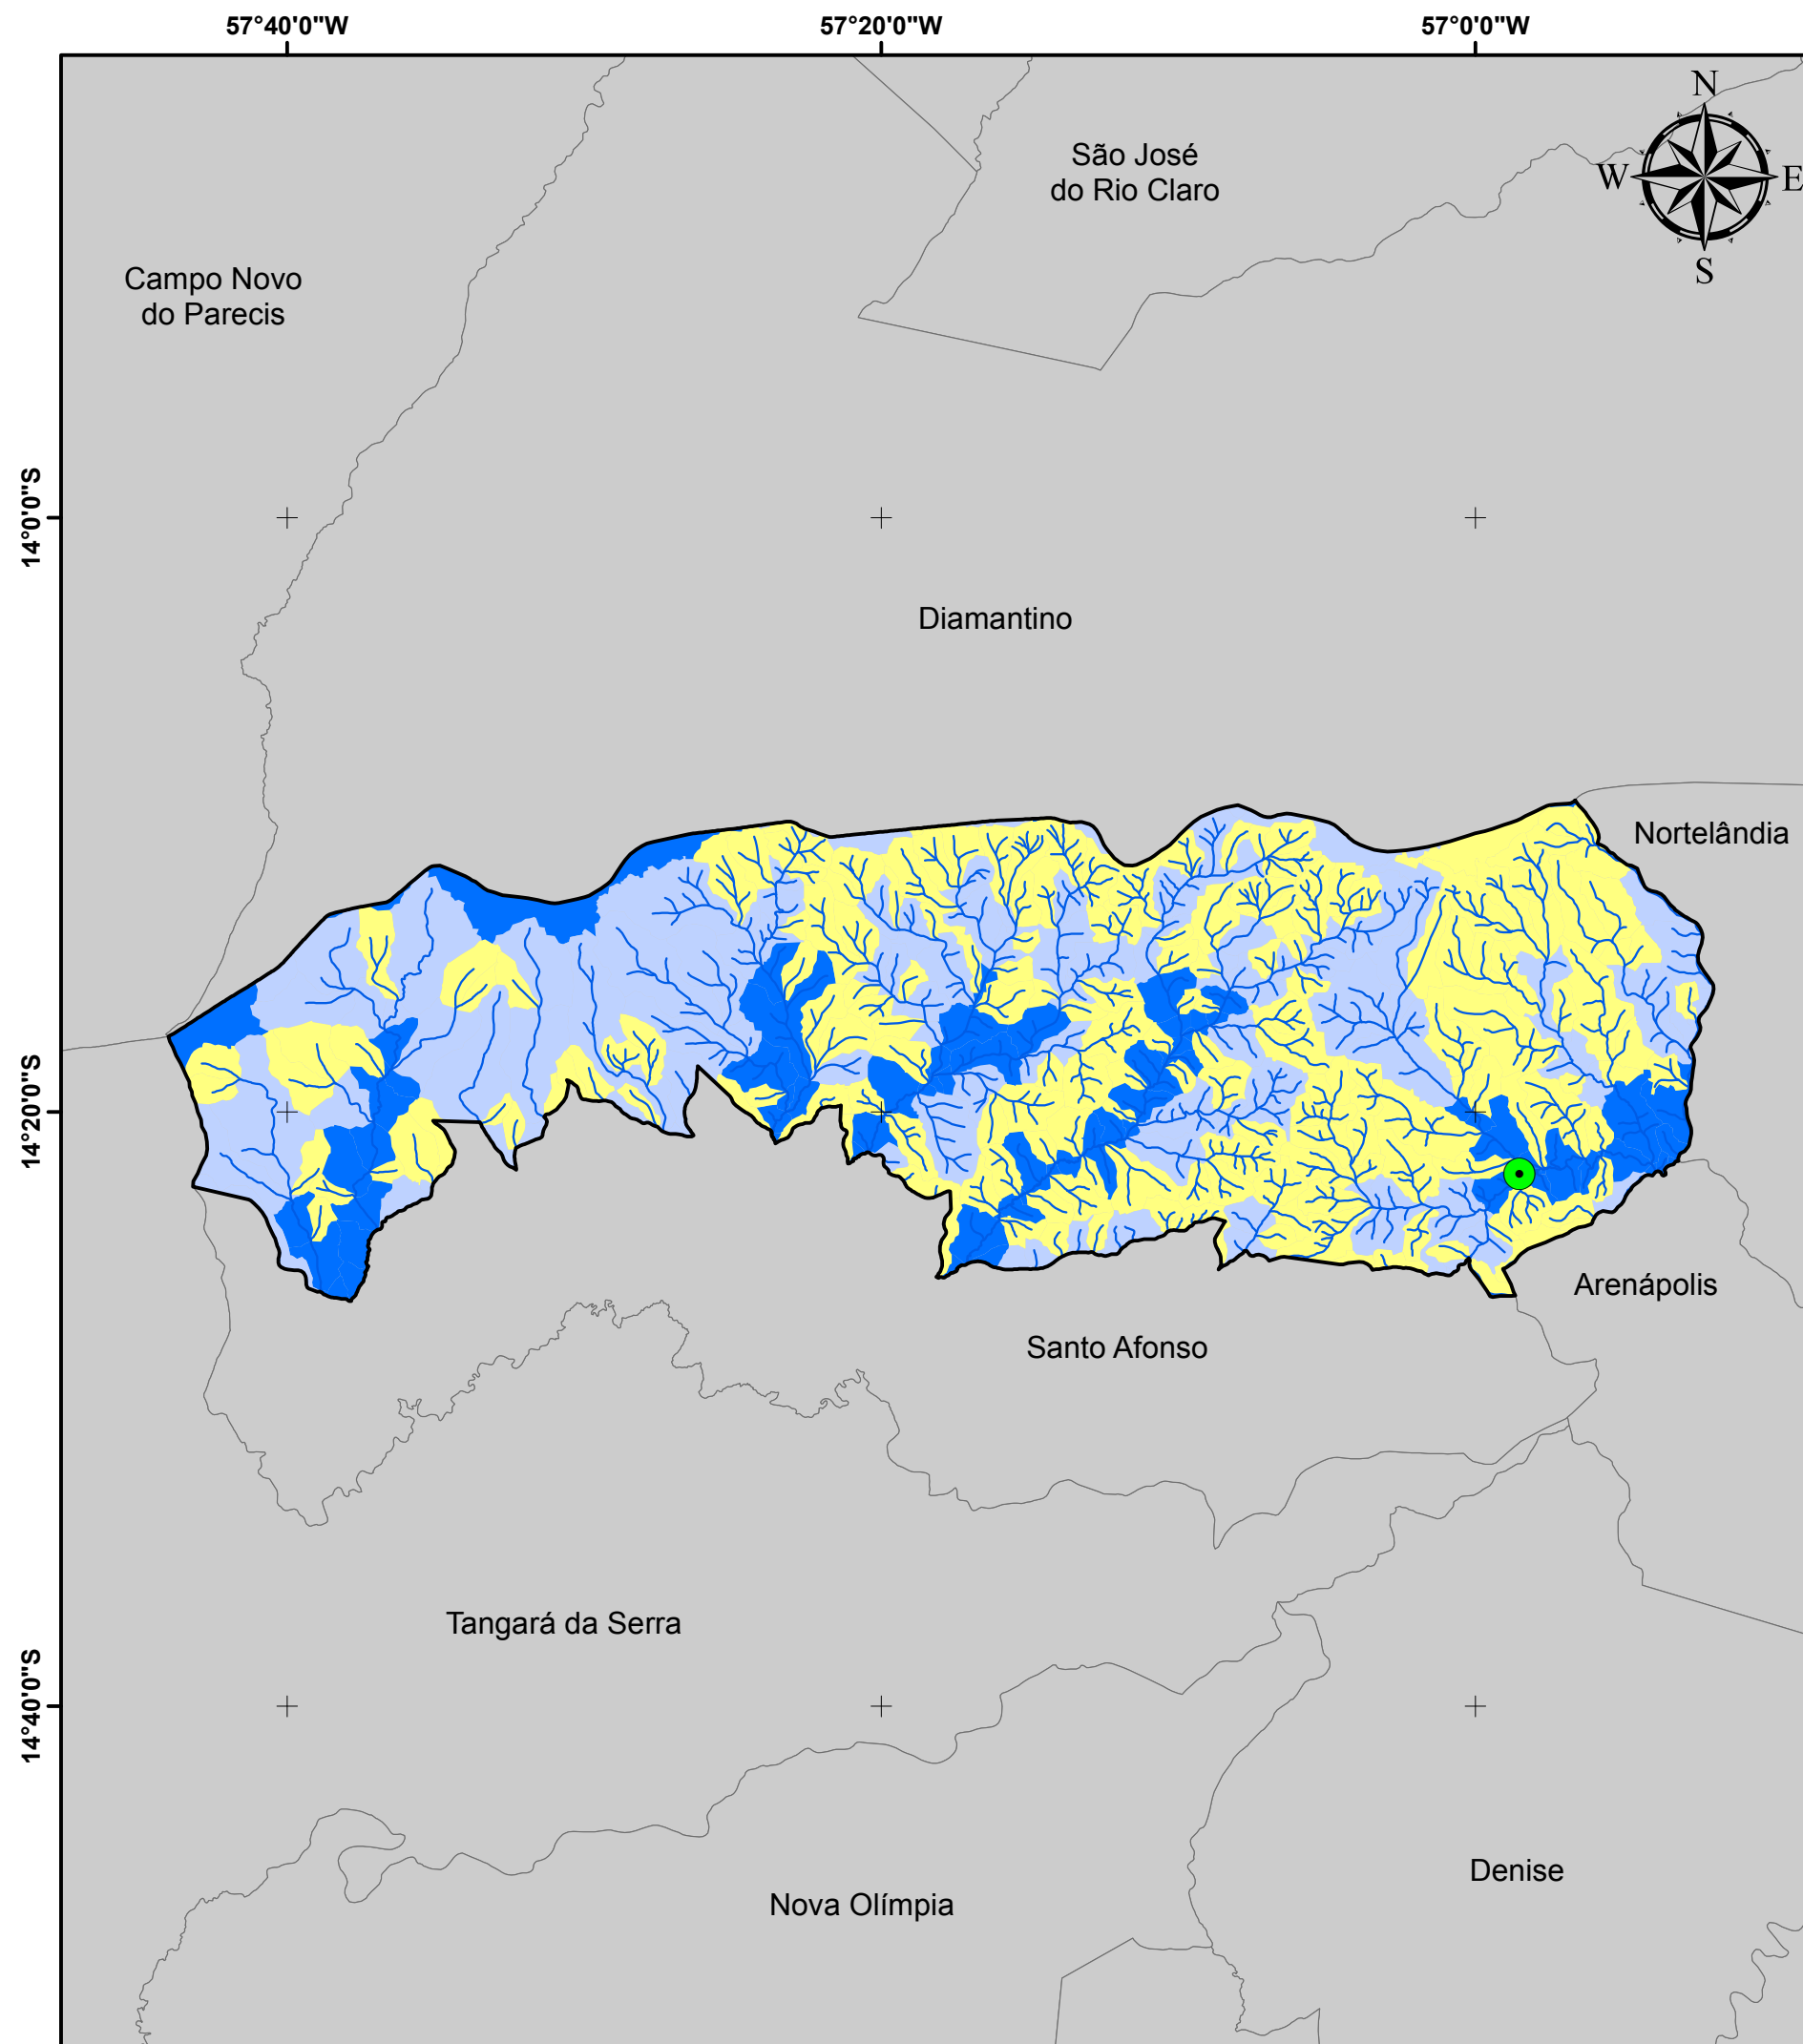 57°40'0"W
57°20'0"W
57°0'0"W
N
W
E
S
São José
do Rio Claro
Campo Novo
do Parecis
14°0'0"S
Diamantino
Nortelândia
14°20'0"S
Arenápolis
Santo Afonso
Tangará da Serra
14°40'0"S
Denise
Nova Olímpia